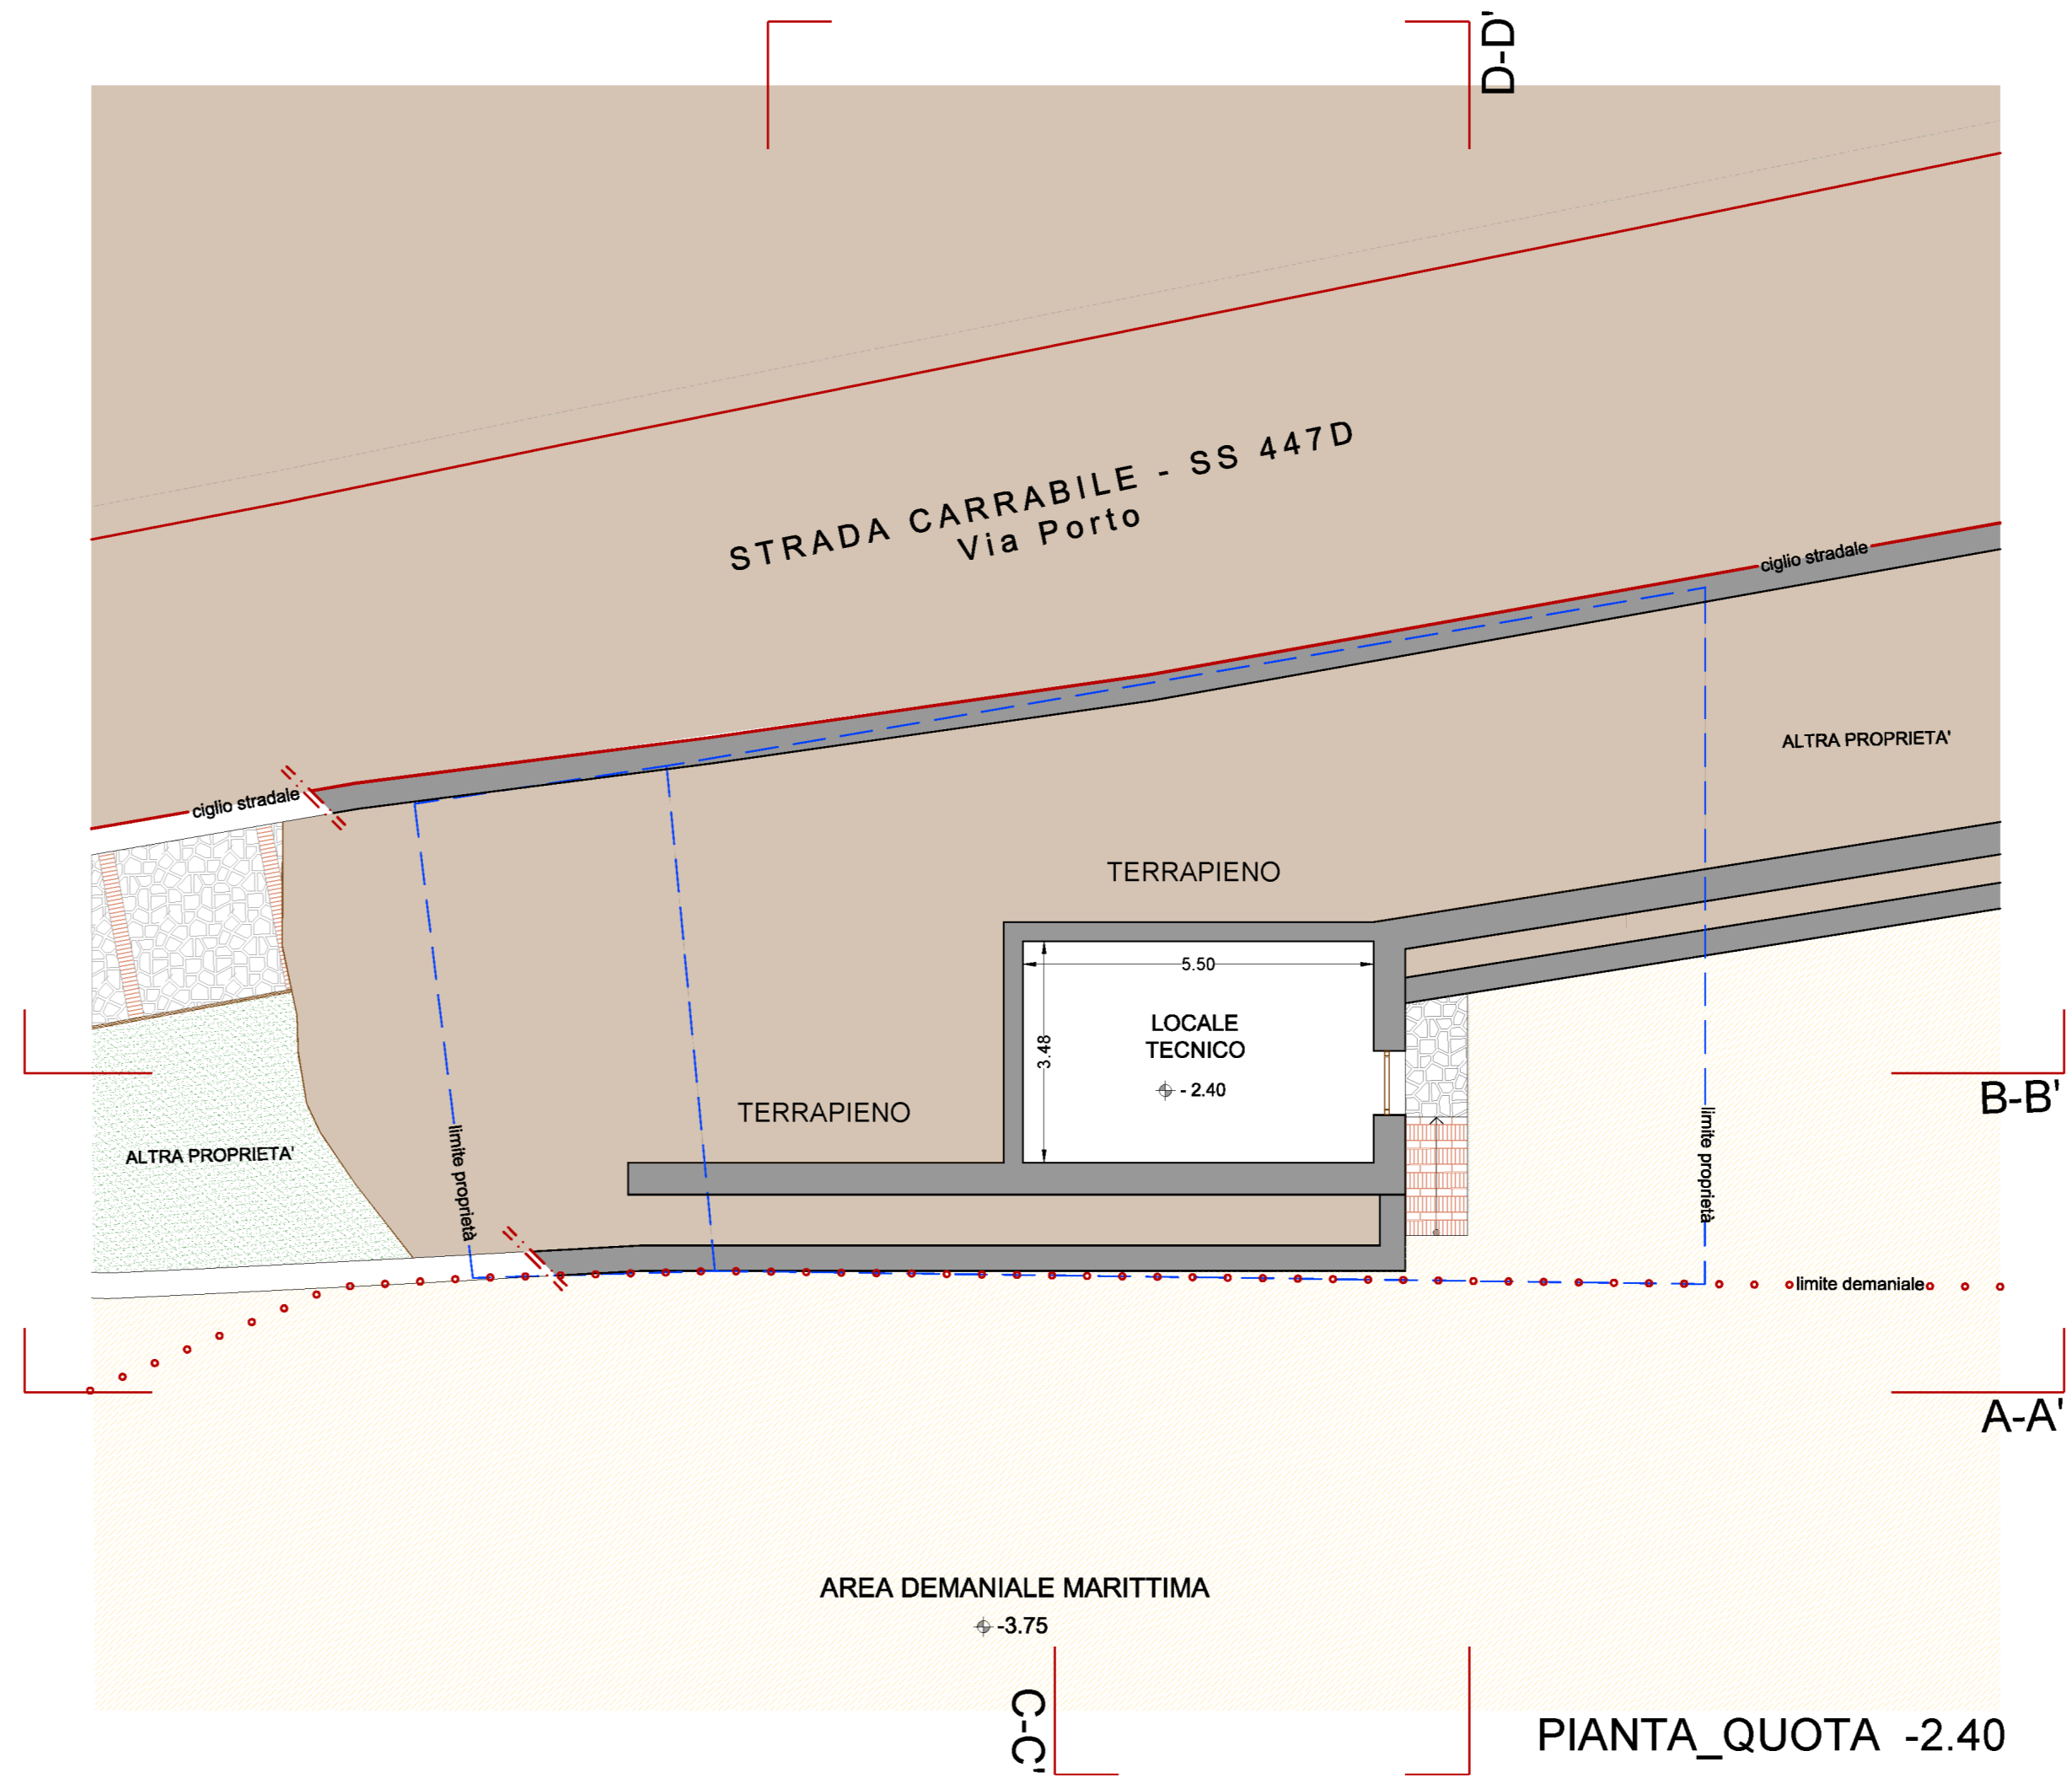 D-D'
STRADA CARRABILE - SS 447D
Via Porto
ciglio stradale
ALTRA PROPRIETA'
ciglio stradale
TERRAPIENO
5.50
3.48
LOCALE
TECNICO
- 2.40
TERRAPIENO
B-B'
ALTRA PROPRIETA'
limite proprietà
limite proprietà
limite demaniale
A-A'
AREA DEMANIALE MARITTIMA
-3.75
C-C'
PIANTA_QUOTA -2.40